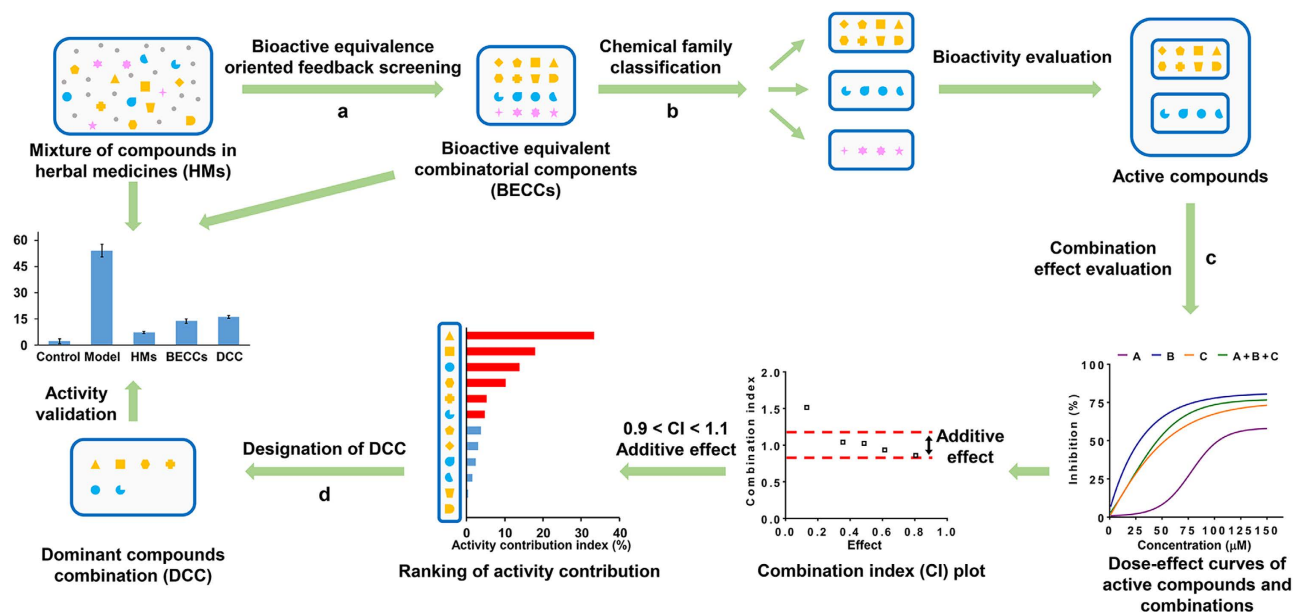 Bioactive equivalence
oriented feedback screening
a
Mixture of compounds in
herbal medicines (HMs)
Bioactive equivalent
combinatorial components
(BECCs)
Chemical family
classification
b
Bioactivity evaluation
Active compounds
Combination
effect evaluation
c
A B C A+B+C
100
75
50
25
0
Inhibition (%)
0 25 50 75 100 125 150
Concentration (μM)
Dose-effect curves of
active compounds and
combinations
2.0
1.5
1.0
0.5
0.0
Combination index
Additive
effect
0.0 0.2 0.4 0.6 0.8 1.0
Effect
Combination index (CI) plot
0.9 < CI < 1.1
Additive effect
0 10 20 30 40
Activity contribution index (%)
Ranking of activity contribution
Designation of DCC
d
Dominant compounds
combination (DCC)
Activity
validation
60
45
30
15
0
Control Model HMs BECCs DCC